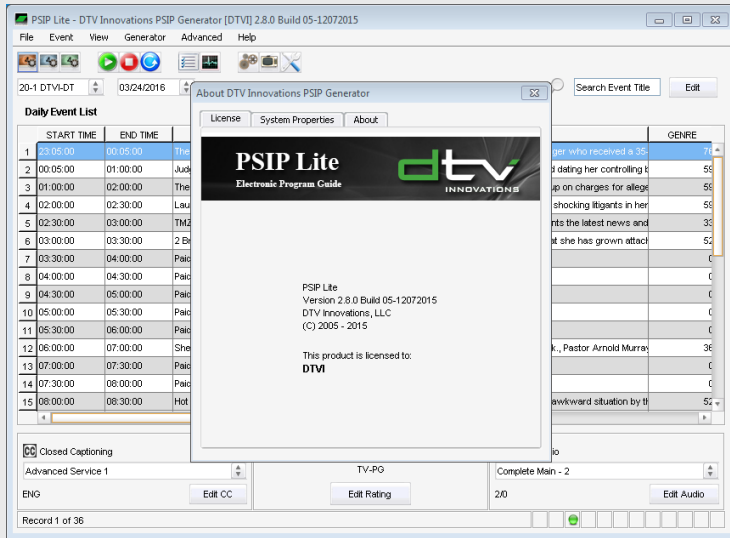 PSIP Lite - DTV Innovations PSIP Generator [DTVI] 2.8.0 Build 05-12072015
File Event View Generator Advanced Help
20-1 DTVI-DT 03/24/2016 Search Event Title Edit
About DTV Innovations PSIP Generator
License System Properties About
PSIP Lite
Electronic Program Guide
dtv
INNOVATIONS
PSIP Lite
Version 2.8.0 Build 05-12072015
DTV Innovations, LLC
(C) 2005 - 2015
This product is licensed to:
DTVI
Daily Event List
START TIME END TIME GENRE
1 23:05:00 00:05:00 The ger who received a 35- 76
2 00:05:00 01:00:00 Judg d dating her controlling b 59
3 01:00:00 02:00:00 The up on charges for allege 59
4 02:00:00 02:30:00 Lau shocking litigants in her 59
5 02:30:00 03:00:00 TMZ nts the latest news and 33
6 03:00:00 03:30:00 2 Br at she has grown attach 52
7 03:30:00 04:00:00 Paid
8 04:00:00 04:30:00 Paid
9 04:30:00 05:00:00 Paid
10 05:00:00 05:30:00 Paid
11 05:30:00 06:00:00 Paid
12 06:00:00 07:00:00 She k., Pastor Arnold Murray 36
13 07:00:00 07:30:00 Paid
14 07:30:00 08:00:00 Paid
15 08:00:00 08:30:00 Hot awkward situation by th 52
CC Closed Captioning io
Advanced Service 1 TV-PG Complete Main - 2
ENG Edit CC Edit Rating 2/0 Edit Audio
Record 1 of 36